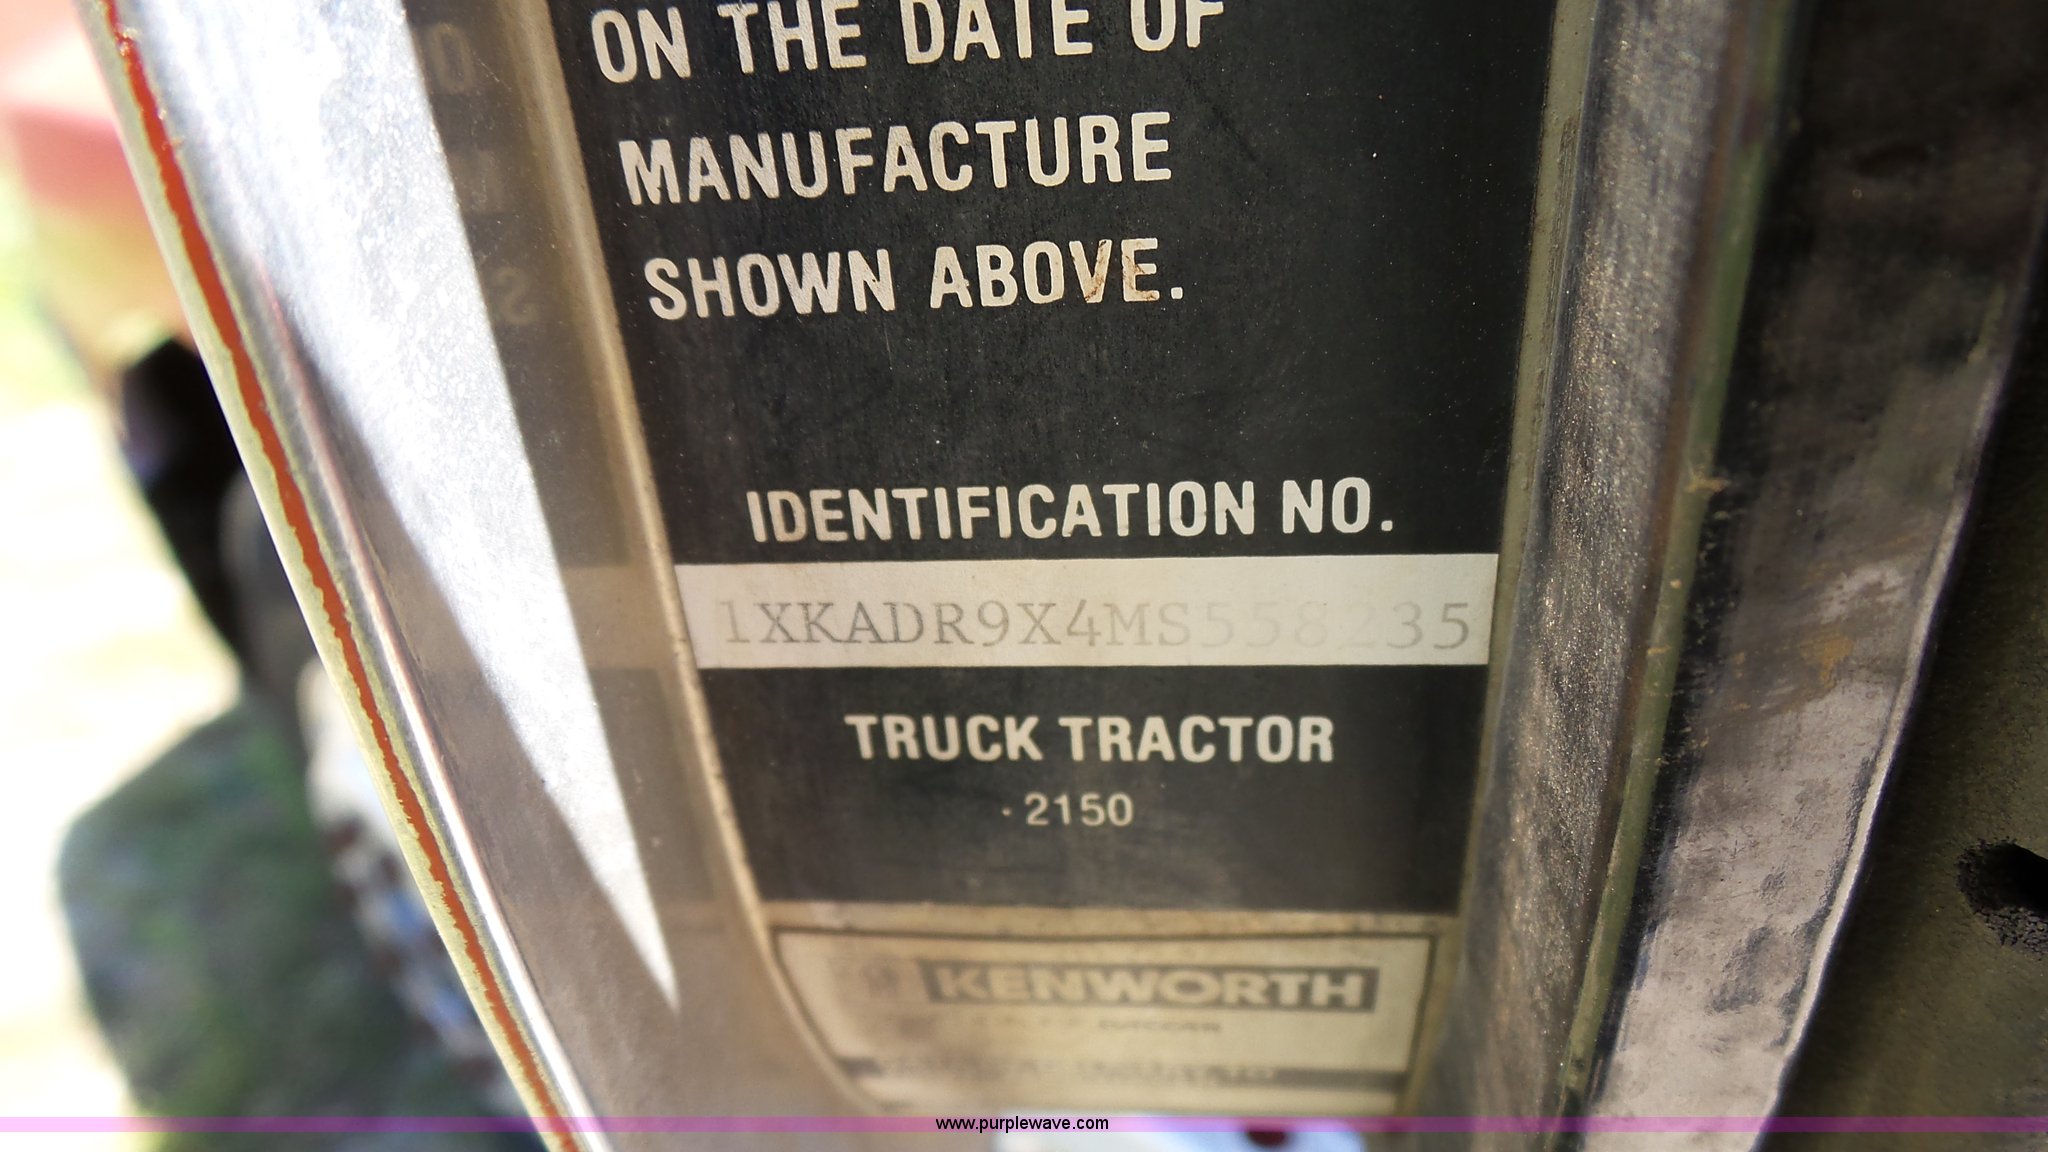 ON THE DATE OF
MANUFACTURE
SHOWN ABOVE.
IDENTIFICATION NO.
1XKADR9X4MS558235
TRUCK TRACTOR
·2150
KENWORTH
www.purplewave.com